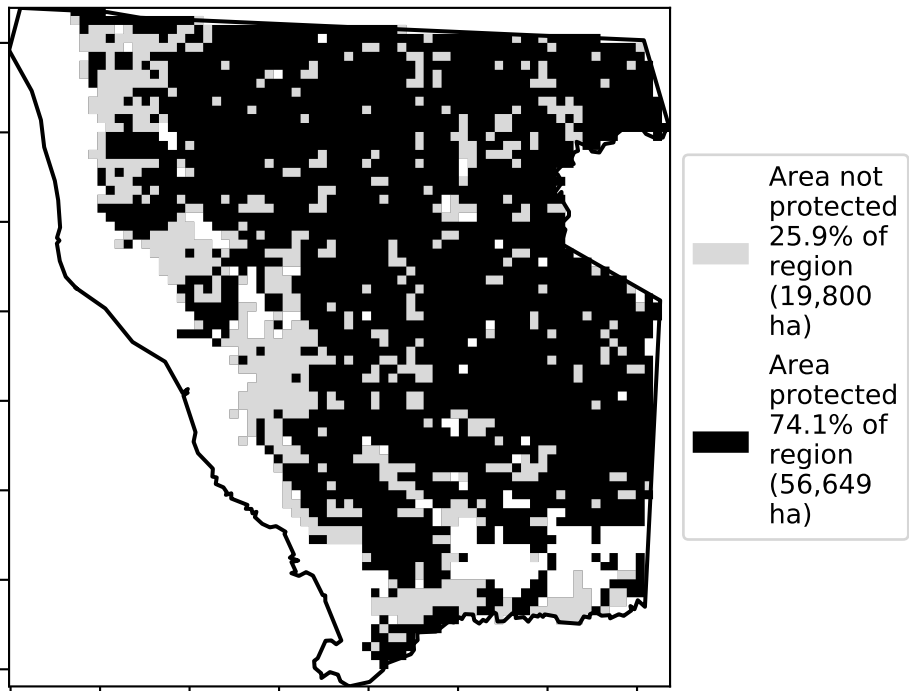 Area not
protected
25.9% of
region
(19,800
ha)
Area
protected
74.1% of
region
(56,649
ha)